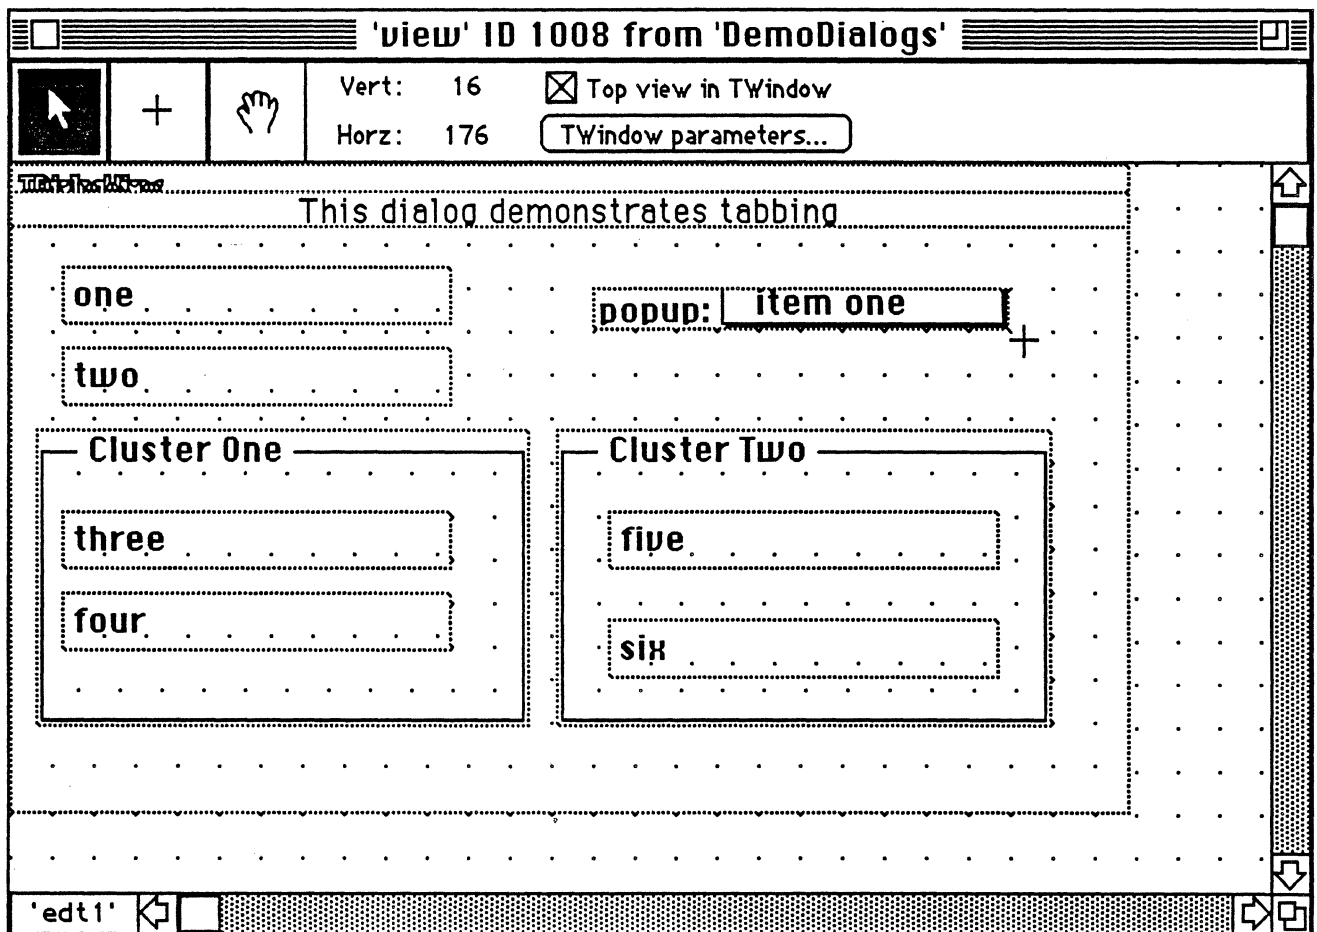 'view' ID 1008 from 'DemoDialogs'
Vert: 16
Top view in TWindow
Horz: 176
TWindow parameters...
This dialog demonstrates tabbing
one
popup: item one
two
Cluster One
Cluster Two
three
five
four
six
'edt1'